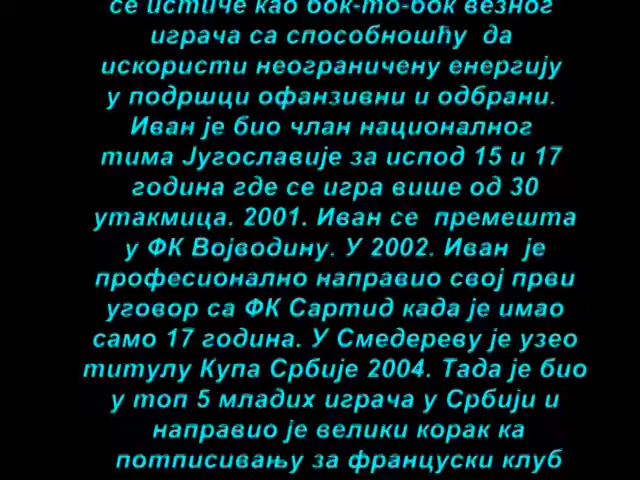 се истиче као бок-то-бок везног
играча са способношћу да
искористи неограничену енергију
у подршци офанзивни и одбрани.
Иван је био члан националног
тима Југославије за испод 15 и 17
година где се игра више од 30
утакмица. 2001. Иван се премешта
у ФК Војводину. У 2002. Иван је
професионално направио свој први
уговор са ФК Сартид када је имао
само 17 година. У Смедереву је узео
титулу Купа Србије 2004. Тада је био
у топ 5 младих играча у Србији и
направио је велики корак ка
потписивању за француски клуб